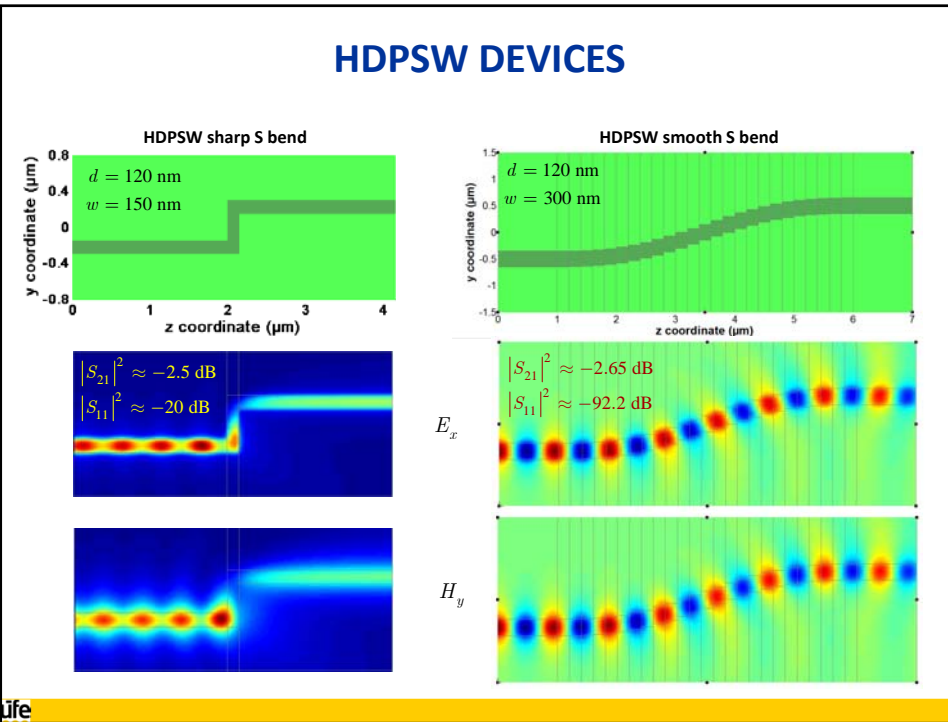 HDPSW DEVICES
HDPSW sharp S bend
0.8
0.4
0
-0.4
-0.8
y coordinate (µm)
d = 120 nm
w = 150 nm
0 1 2 3 4
z coordinate (µm)
HDPSW smooth S bend
1.5
1
0.5
0
-0.5
-1
-1.5
y coordinate (µm)
d = 120 nm
w = 300 nm
0 1 2 3 4 5 6 7
z coordinate (µm)
|S₂₁|² ≈ −2.5 dB
|S₁₁|² ≈ −20 dB
Eₓ
|S₂₁|² ≈ −2.65 dB
|S₁₁|² ≈ −92.2 dB
H_y
ūfe